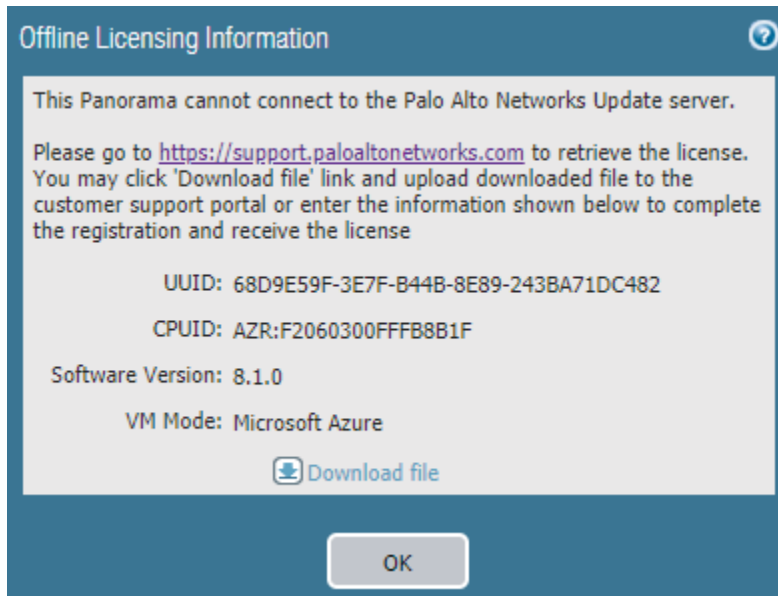 Offline Licensing Information
This Panorama cannot connect to the Palo Alto Networks Update server.
Please go to https://support.paloaltonetworks.com to retrieve the license.
You may click 'Download file' link and upload downloaded file to the
customer support portal or enter the information shown below to complete
the registration and receive the license
UUID: 68D9E59F-3E7F-B44B-8E89-243BA71DC482
CPUID: AZR:F2060300FFFB8B1F
Software Version: 8.1.0
VM Mode: Microsoft Azure
Download file
OK